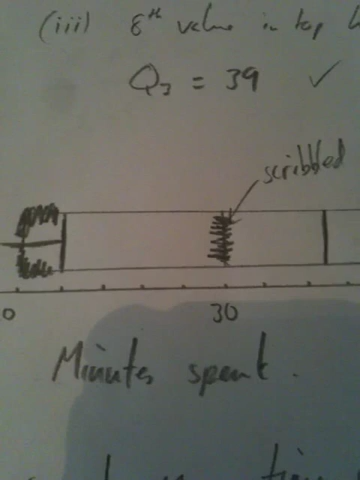 (iii) 8th value in top
Q3 = 39 ✓
scribbled
0 30
Minutes spent.